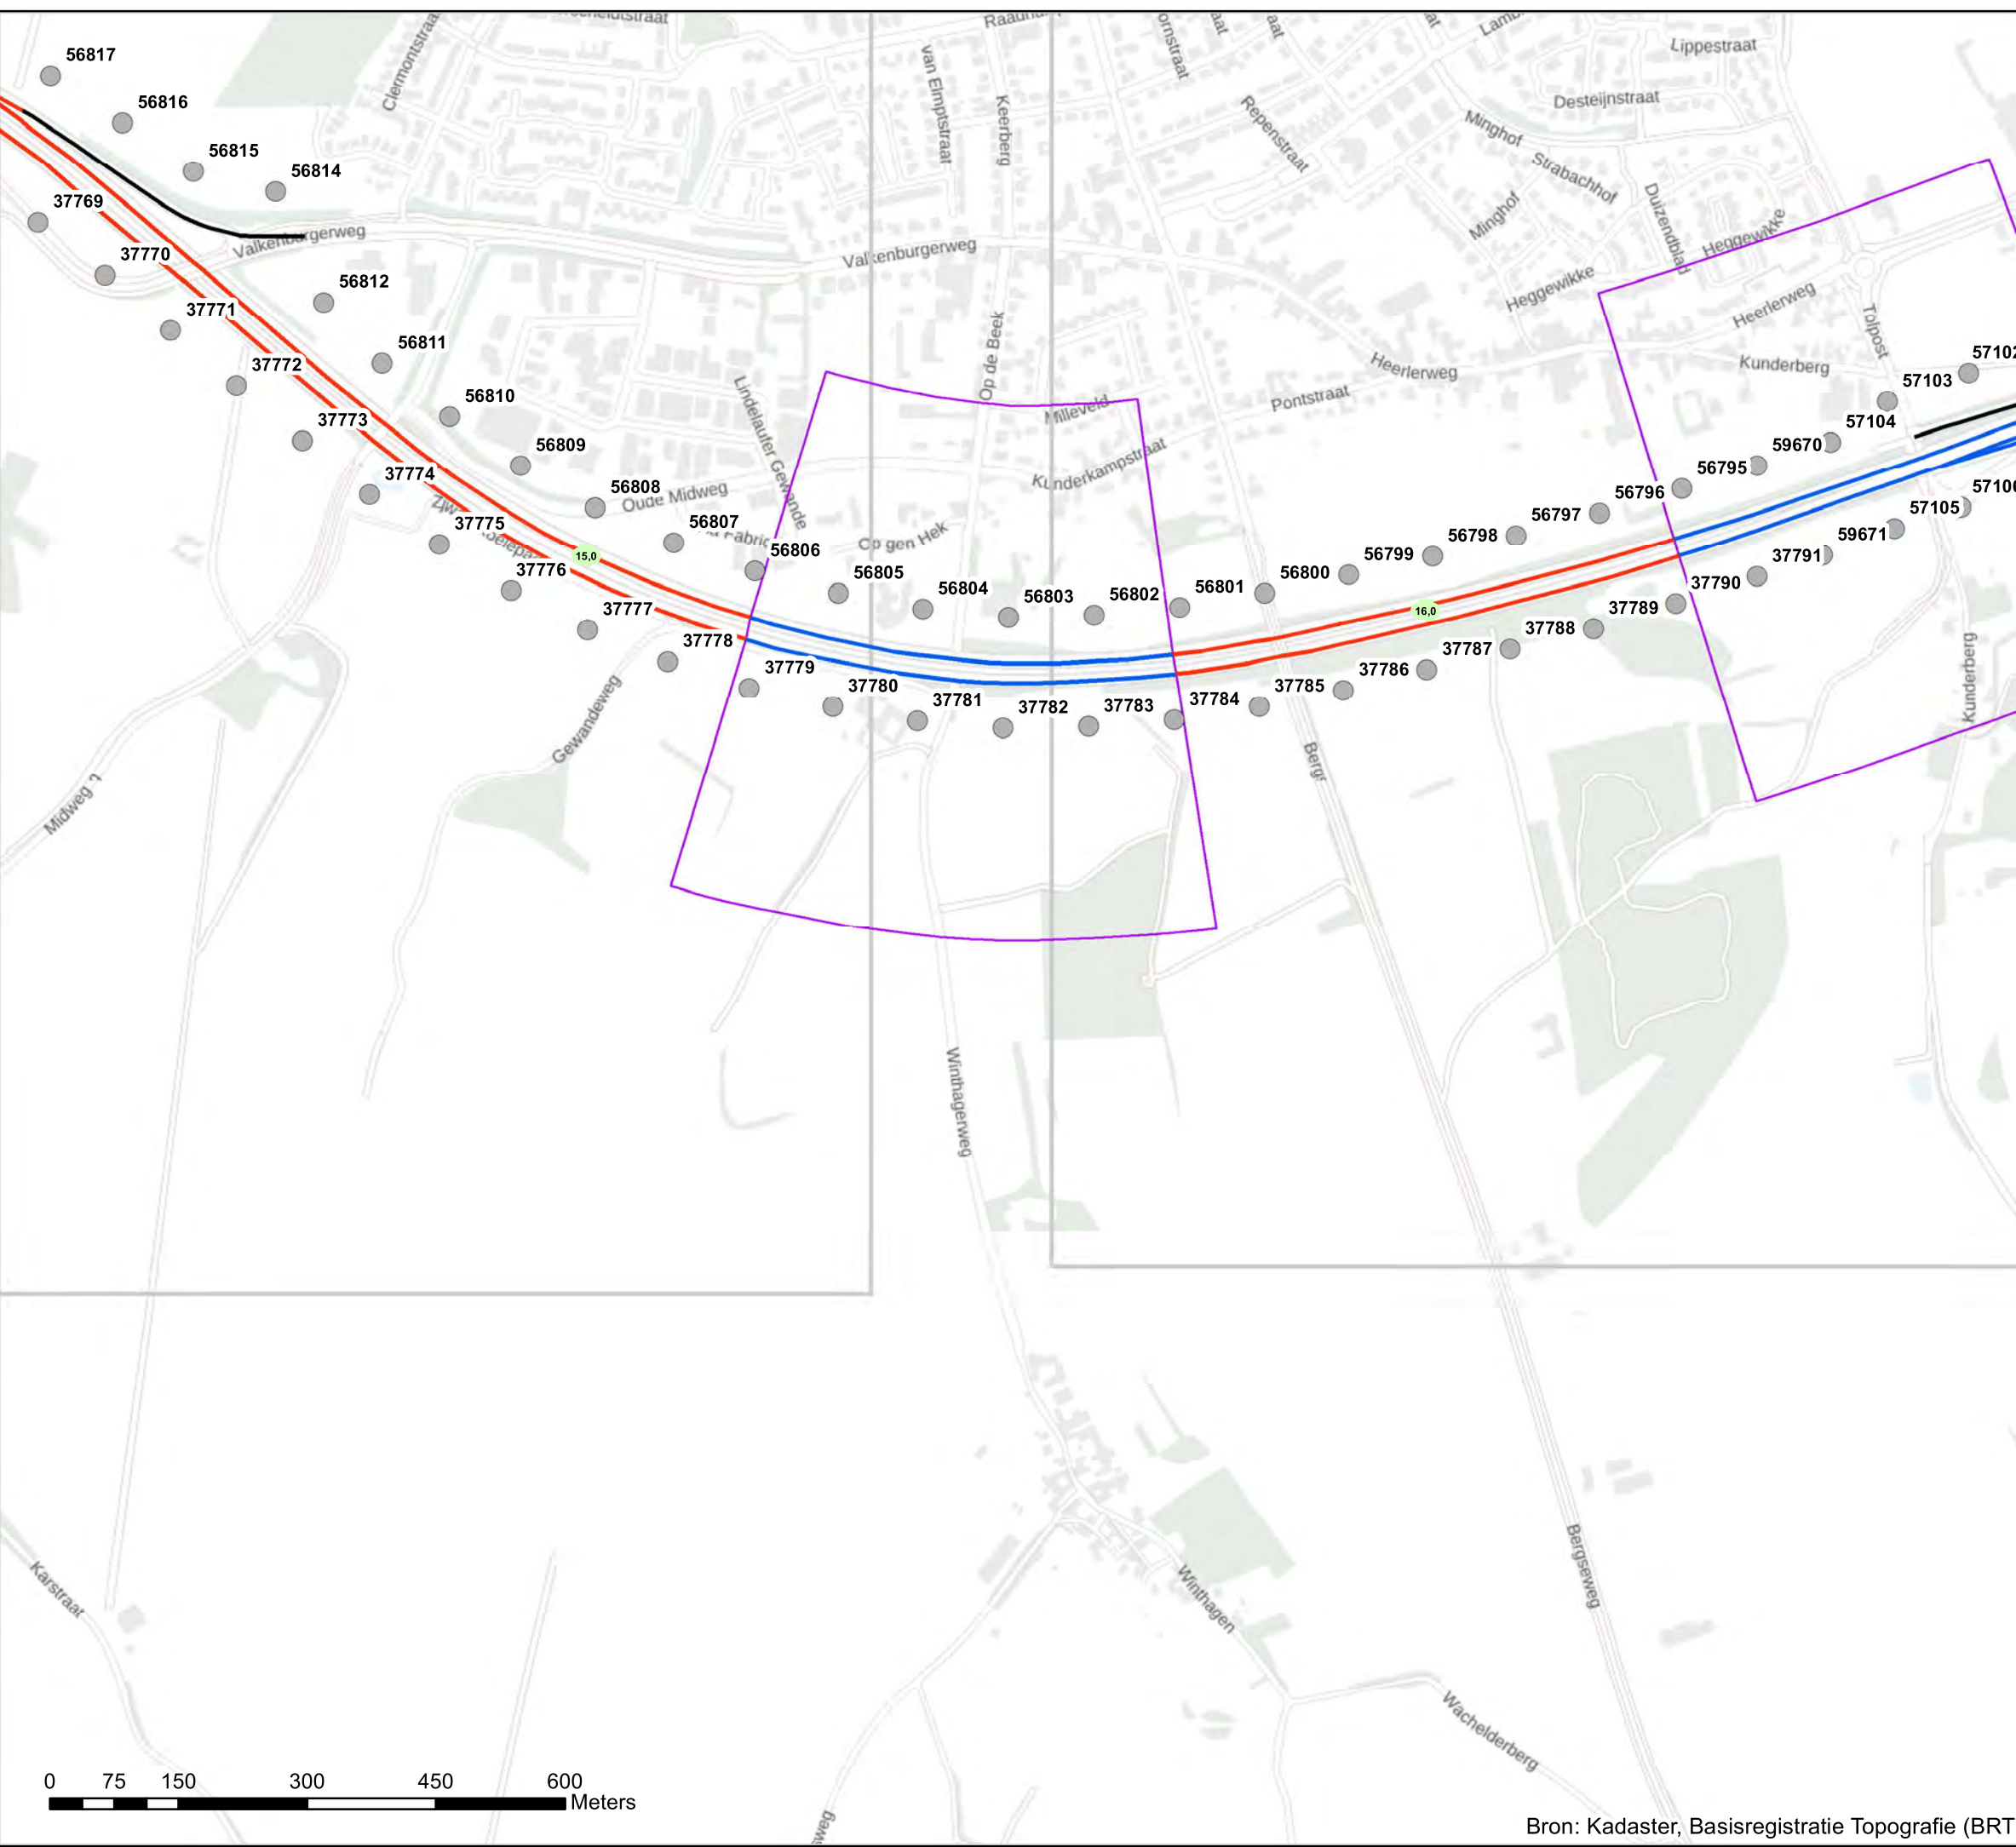 Clermontstraat
Lippestraat
Desteijnstraat
van Elmptstraat
Keerberg
Repenstraat
Minghof
Strabachhof
Minghof
Duizendblad
Heggewikke
Heggewikke
Heerlerweg
Tolpost
Kunderberg
56817
56816
56815
56814
37769
37770
Valkenburgerweg
Valkenburgerweg
56812
37771
56811
37772
56810
37773
56809
37774
56808
37775
Op de Beek
Lindelaufer Gewande
Milleveld
Kunderkampstraat
Pontstraat
Heerlerweg
Oude Midweg
Op gen Hek
56807
56806
56805
56804
56803
56802
56801
56800
56799
56798
56797
56796
56795
59670
57104
57103
57102
57105
59671
37791
37790
37789
37788
37787
37786
37785
37784
37783
37782
37781
37780
37779
37778
37777
37776
15,0
16,0
Gewandeweg
Midweg
Kunderberg
Winthagerweg
Bergseweg
Winthagen
Wachelderberg
Karstraat
0 75 150 300 450 600
Meters
Bron: Kadaster, Basisregistratie Topografie (BRT